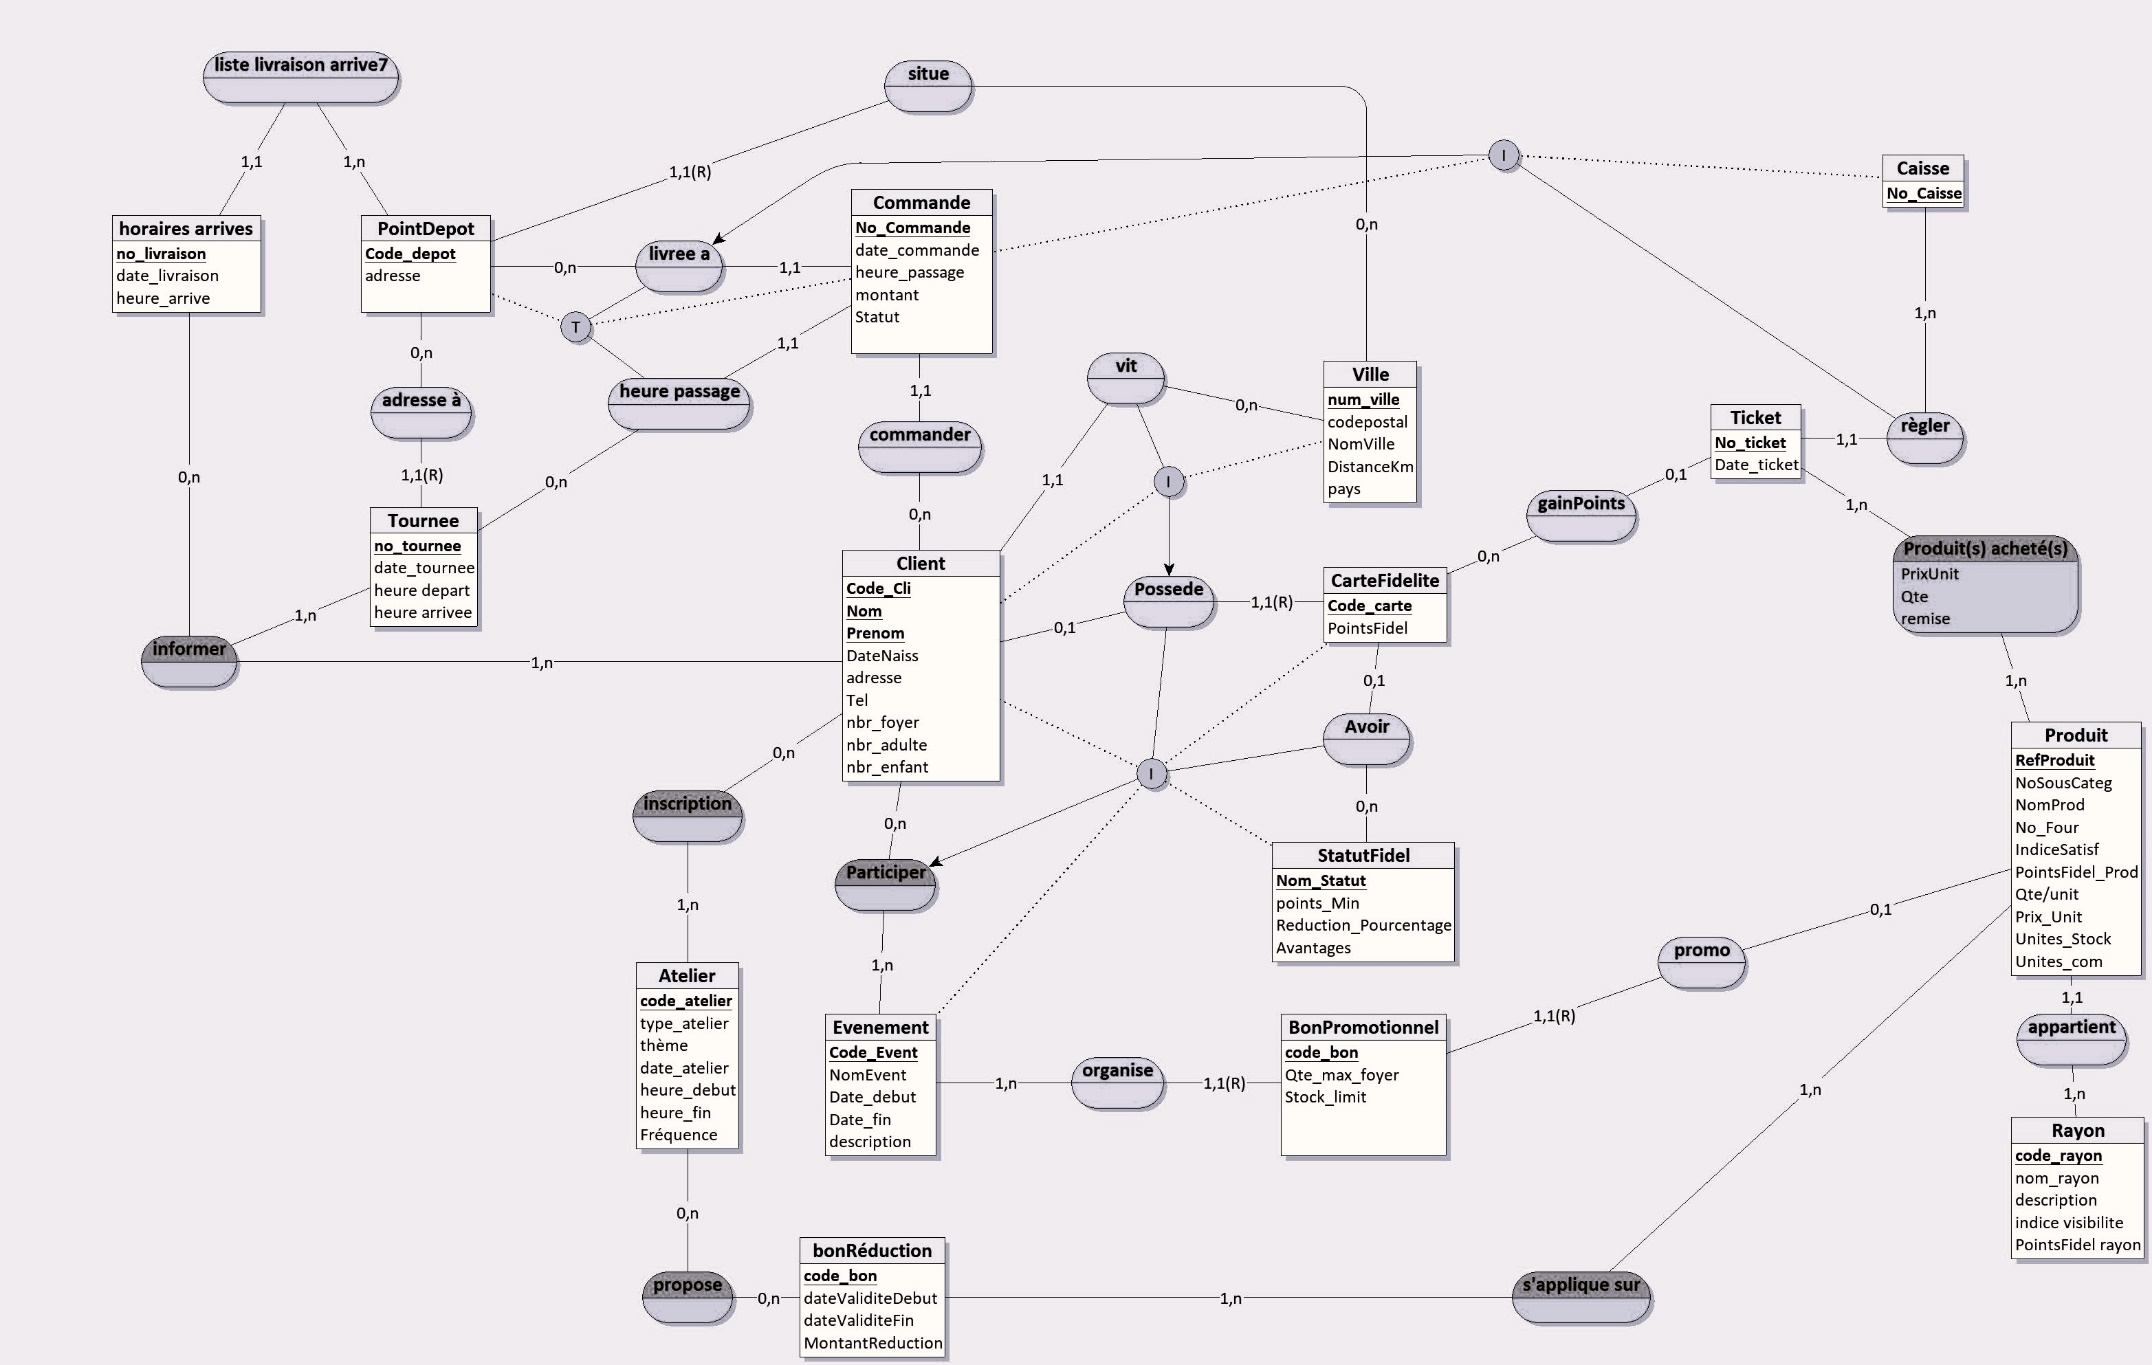 liste livraison arrive7
situe
1,1
1,n
1,1(R)
I
Caisse
No_Caisse
0,n
1,n
horaires arrives
no_livraison
date_livraison
heure_arrive
PointDepot
Code_depot
adresse
0,n
livree a
1,1
Commande
No_Commande
date_commande
heure_passage
montant
Statut
T
0,n
adresse à
1,1(R)
heure passage
1,1
0,n
1,1
commander
0,n
vit
0,n
1,1
I
Ville
num_ville
codepostal
NomVille
DistanceKm
pays
Ticket
No_ticket
Date_ticket
1,1
règler
0,1
gainPoints
0,n
1,n
Produit(s) acheté(s)
PrixUnit
Qte
remise
1,n
0,n
Tournee
no_tournee
date_tournee
heure depart
heure arrivee
1,n
informer
1,n
Client
Code_Cli
Nom
Prenom
DateNaiss
adresse
Tel
nbr_foyer
nbr_adulte
nbr_enfant
0,1
Possede
1,1(R)
CarteFidelite
Code_carte
PointsFidel
0,1
Avoir
0,n
I
Produit
RefProduit
NoSousCateg
NomProd
No_Four
IndiceSatisf
PointsFidel_Prod
Qte/unit
Prix_Unit
Unites_Stock
Unites_com
0,n
inscription
1,n
0,n
Participer
1,n
StatutFidel
Nom_Statut
points_Min
Reduction_Pourcentage
Avantages
0,1
promo
1,1(R)
Atelier
code_atelier
type_atelier
thème
date_atelier
heure_debut
heure_fin
Fréquence
Evenement
Code_Event
NomEvent
Date_debut
Date_fin
description
1,n
organise
1,1(R)
BonPromotionnel
code_bon
Qte_max_foyer
Stock_limit
1,1
appartient
1,n
1,n
Rayon
code_rayon
nom_rayon
description
indice visibilite
PointsFidel rayon
0,n
propose
0,n
bonRéduction
code_bon
dateValiditeDebut
dateValiditeFin
MontantReduction
1,n
s'applique sur